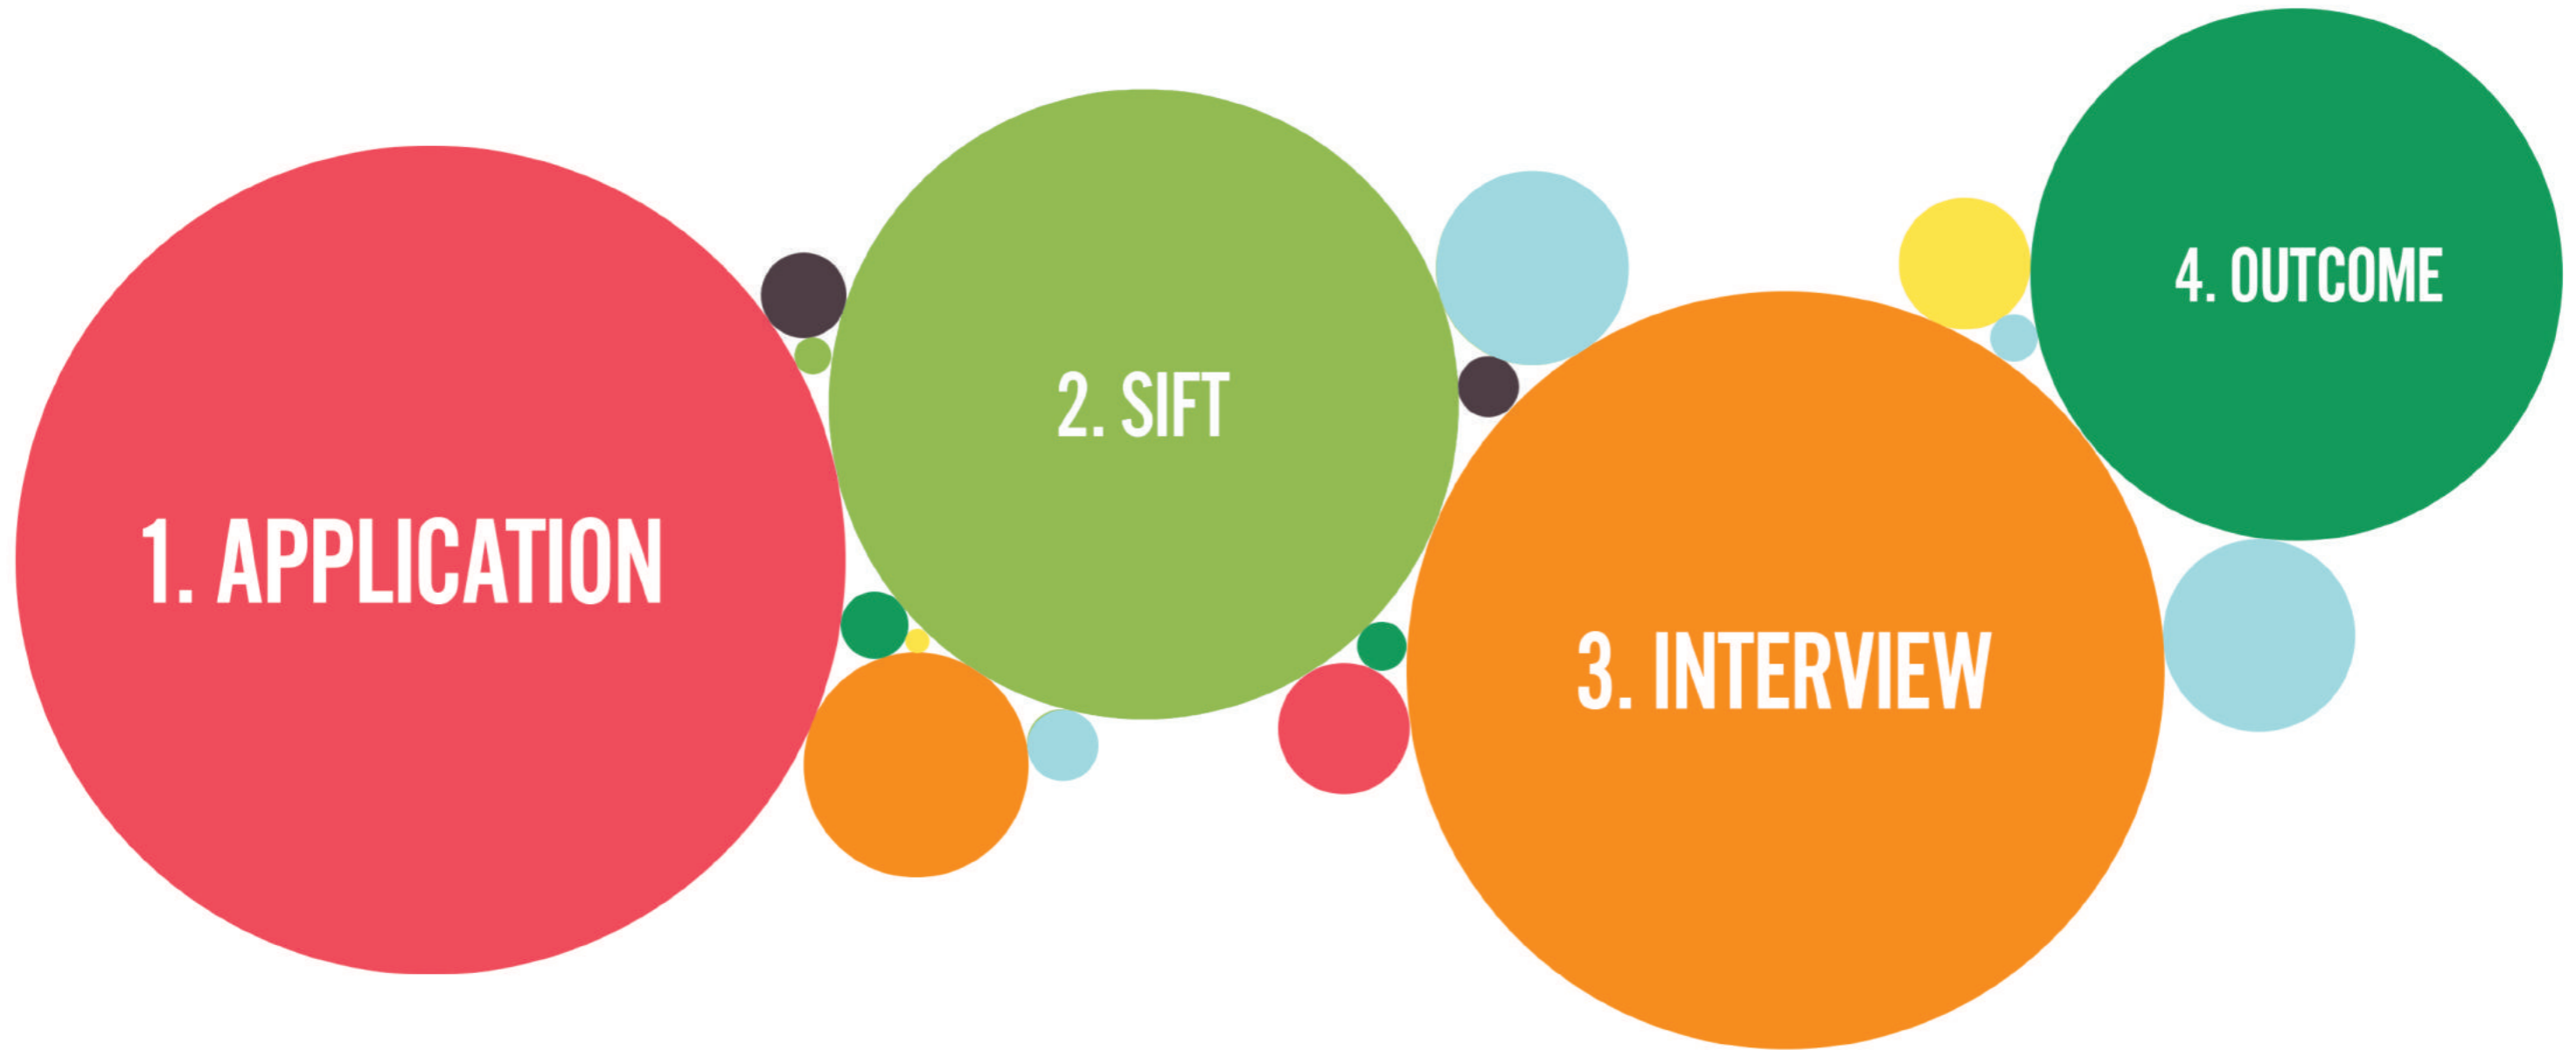 1. APPLICATION
2. SIFT
3. INTERVIEW
4. OUTCOME